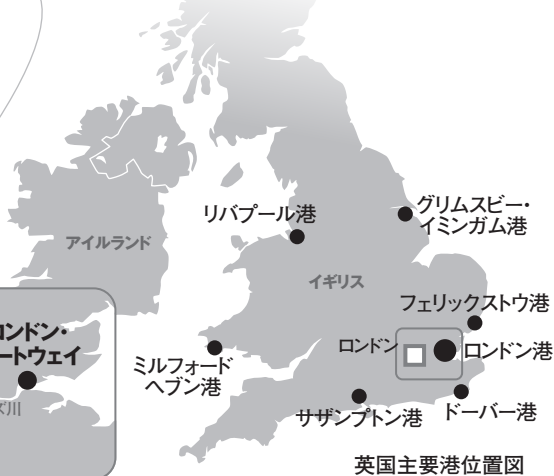 リバプール港
グリムスビー・
イミンガム港
アイルランド
イギリス
フェリックストウ港
ロンドン・
ートウェイ
ロンドン
ロンドン港
ミルフォード
ヘブン港
ズ川
サザンプトン港
ドーバー港
英国主要港位置図